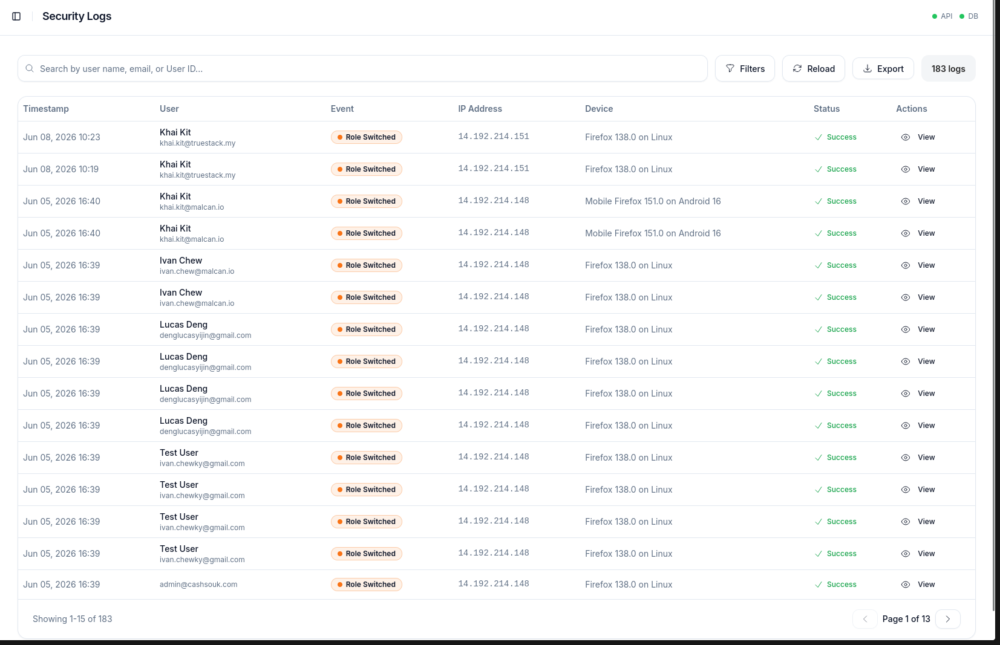 Security Logs
API DB
Search by user name, email, or User ID...
Filters Reload Export 183 logs
Timestamp User Event IP Address Device Status Actions
Jun 08, 2026 10:23 Khai Kit Role Switched 14.192.214.151 Firefox 138.0 on Linux Success View
khai.kit@truestack.my
Jun 08, 2026 10:19 Khai Kit Role Switched 14.192.214.151 Firefox 138.0 on Linux Success View
khai.kit@truestack.my
Jun 05, 2026 16:40 Khai Kit Role Switched 14.192.214.148 Mobile Firefox 151.0 on Android 16 Success View
khai.kit@malcan.io
Jun 05, 2026 16:40 Khai Kit Role Switched 14.192.214.148 Mobile Firefox 151.0 on Android 16 Success View
khai.kit@malcan.io
Jun 05, 2026 16:39 Ivan Chew Role Switched 14.192.214.148 Firefox 138.0 on Linux Success View
ivan.chew@malcan.io
Jun 05, 2026 16:39 Ivan Chew Role Switched 14.192.214.148 Firefox 138.0 on Linux Success View
ivan.chew@malcan.io
Jun 05, 2026 16:39 Lucas Deng Role Switched 14.192.214.148 Firefox 138.0 on Linux Success View
denglucasyijin@gmail.com
Jun 05, 2026 16:39 Lucas Deng Role Switched 14.192.214.148 Firefox 138.0 on Linux Success View
denglucasyijin@gmail.com
Jun 05, 2026 16:39 Lucas Deng Role Switched 14.192.214.148 Firefox 138.0 on Linux Success View
denglucasyijin@gmail.com
Jun 05, 2026 16:39 Lucas Deng Role Switched 14.192.214.148 Firefox 138.0 on Linux Success View
denglucasyijin@gmail.com
Jun 05, 2026 16:39 Test User Role Switched 14.192.214.148 Firefox 138.0 on Linux Success View
ivan.chewky@gmail.com
Jun 05, 2026 16:39 Test User Role Switched 14.192.214.148 Firefox 138.0 on Linux Success View
ivan.chewky@gmail.com
Jun 05, 2026 16:39 Test User Role Switched 14.192.214.148 Firefox 138.0 on Linux Success View
ivan.chewky@gmail.com
Jun 05, 2026 16:39 Test User Role Switched 14.192.214.148 Firefox 138.0 on Linux Success View
ivan.chewky@gmail.com
Jun 05, 2026 16:39 admin@cashsouk.com Role Switched 14.192.214.148 Firefox 138.0 on Linux Success View
Showing 1-15 of 183 Page 1 of 13